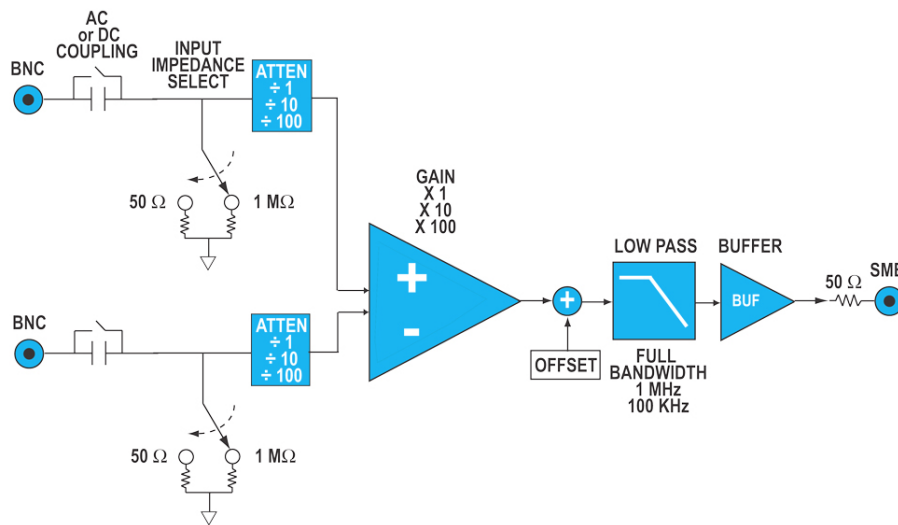 AC
or DC
COUPLING
BNC
INPUT
IMPEDANCE
SELECT
ATTEN
÷ 1
÷ 10
÷ 100
50 Ω
1 MΩ
GAIN
X 1
X 10
X 100
+
-
+
OFFSET
LOW PASS
FULL
BANDWIDTH
1 MHz
100 KHz
BUFFER
BUF
50 Ω
SMB
BNC
ATTEN
÷ 1
÷ 10
÷ 100
50 Ω
1 MΩ